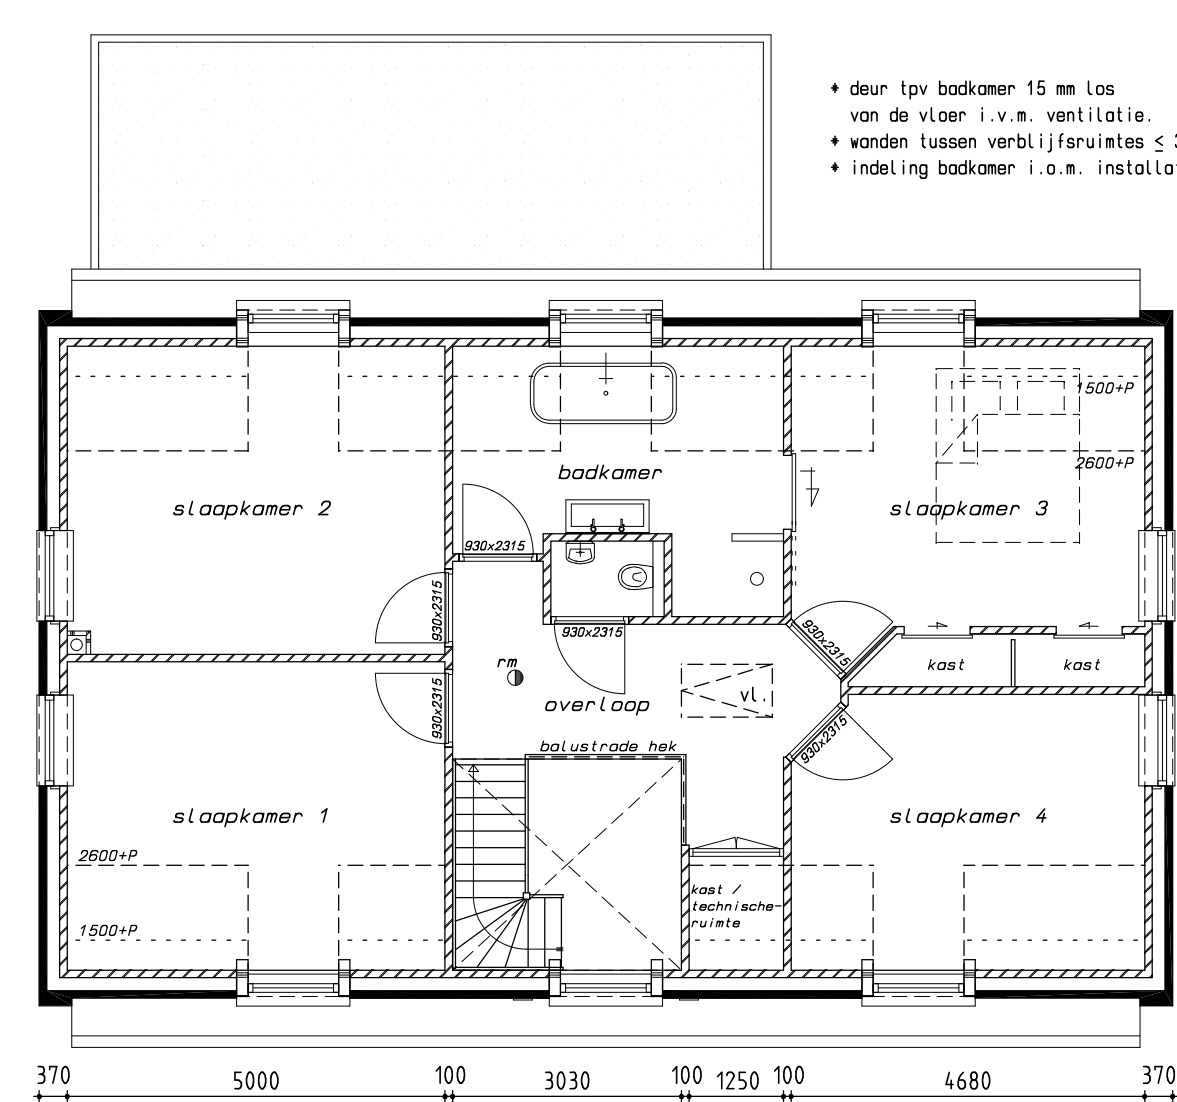 * deur tpv badkamer 15 mm los
van de vloer i.v.m. ventilatie.
* wanden tussen verblijfsruimtes ≤
* indeling badkamer i.o.m.
1500+P
2600+P
badkamer
slaapkamer 2
slaapkamer 3
930x2315
930x2315
930x2315
930x2315
rm
kast
kast
930x2315
vl.
overloop
930x2315
balustrade hek
slaapkamer 1
slaapkamer 4
2600+P
kast /
technische-
ruimte
1500+P
370 5000 100 3030 100 1250 100 4680 370